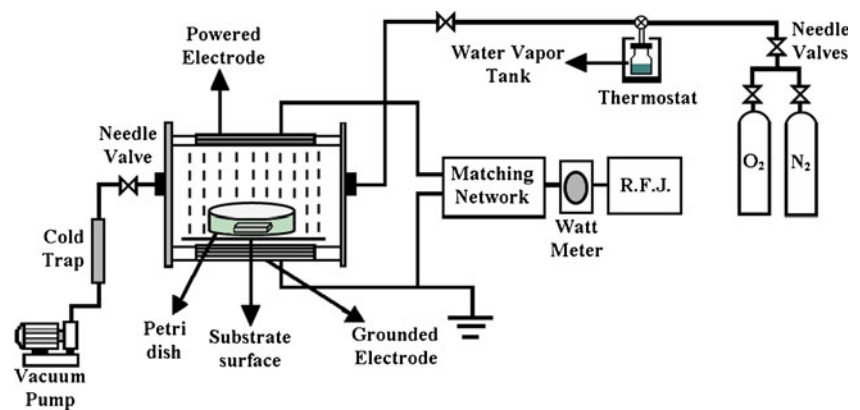 Powered
Electrode
Water Vapor
Tank
Thermostat
Needle
Valves
Needle
Valve
O₂
N₂
Matching
Network
R.F.J.
Watt
Meter
Cold
Trap
Petri
dish
Substrate
surface
Grounded
Electrode
Vacuum
Pump